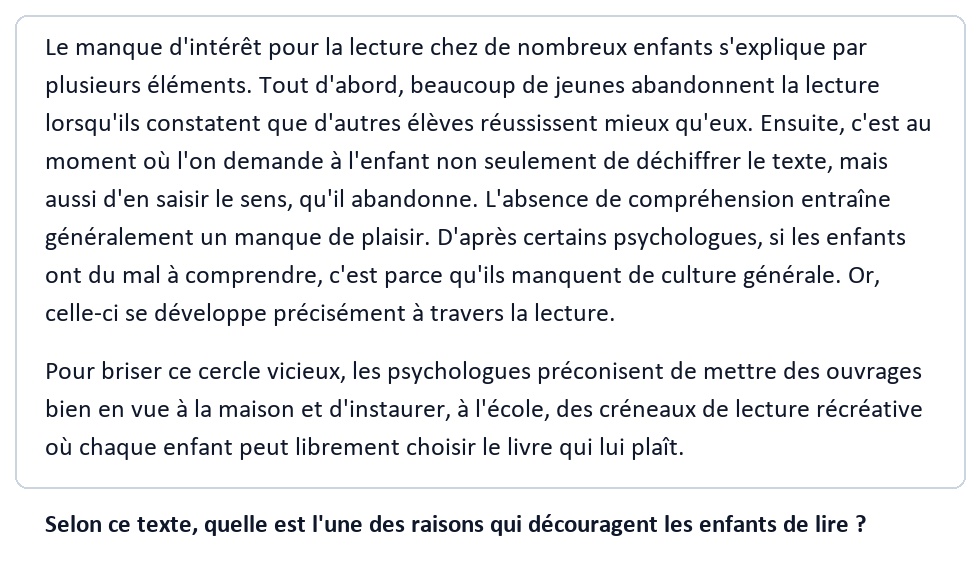 Le manque d'intérêt pour la lecture chez de nombreux enfants s'explique par
plusieurs éléments. Tout d'abord, beaucoup de jeunes abandonnent la lecture
lorsqu'ils constatent que d'autres élèves réussissent mieux qu'eux. Ensuite, c'est au
moment où l'on demande à l'enfant non seulement de déchiffrer le texte, mais
aussi d'en saisir le sens, qu'il abandonne. L'absence de compréhension entraîne
généralement un manque de plaisir. D'après certains psychologues, si les enfants
ont du mal à comprendre, c'est parce qu'ils manquent de culture générale. Or,
celle-ci se développe précisément à travers la lecture.
Pour briser ce cercle vicieux, les psychologues préconisent de mettre des ouvrages
bien en vue à la maison et d'instaurer, à l'école, des créneaux de lecture récréative
où chaque enfant peut librement choisir le livre qui lui plaît.
Selon ce texte, quelle est l'une des raisons qui découragent les enfants de lire ?